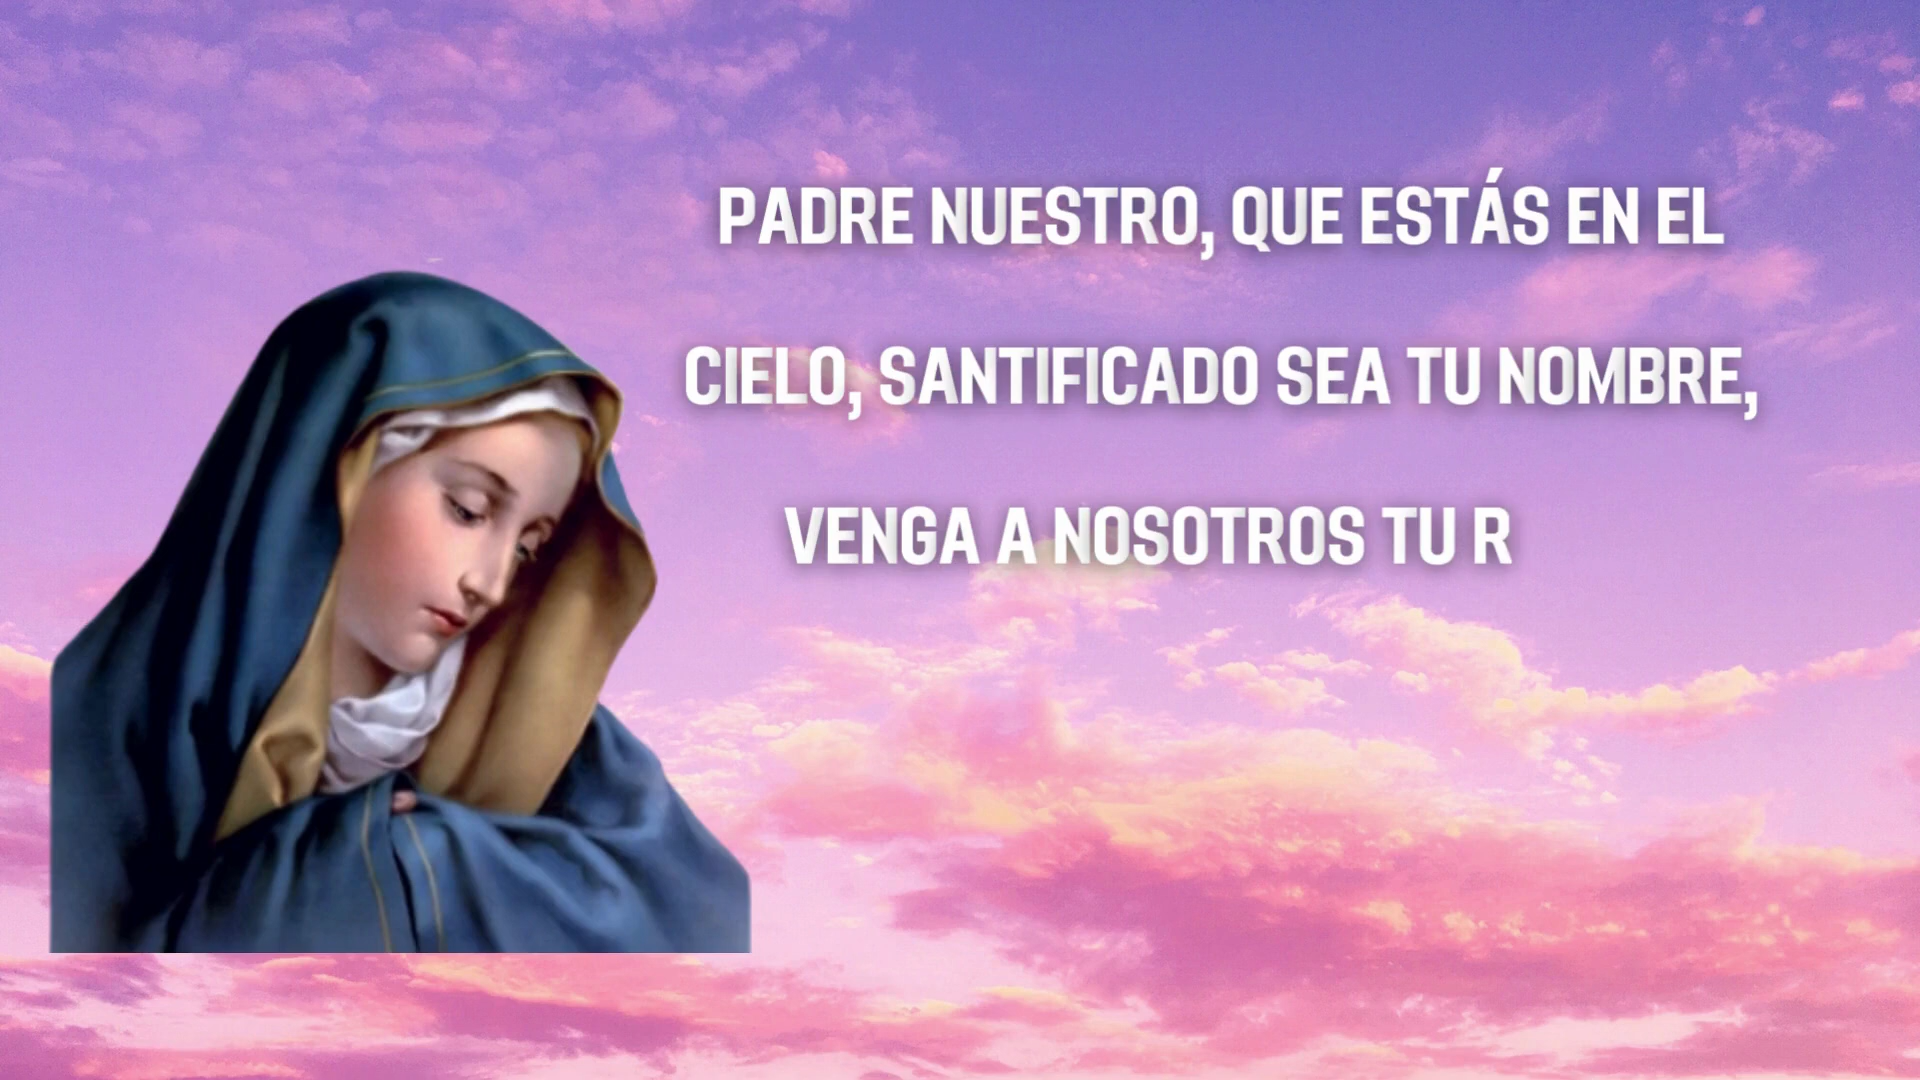 PADRE NUESTRO, QUE ESTÁS EN EL
CIELO, SANTIFICADO SEA TU NOMBRE,
VENGA A NOSOTROS TU R